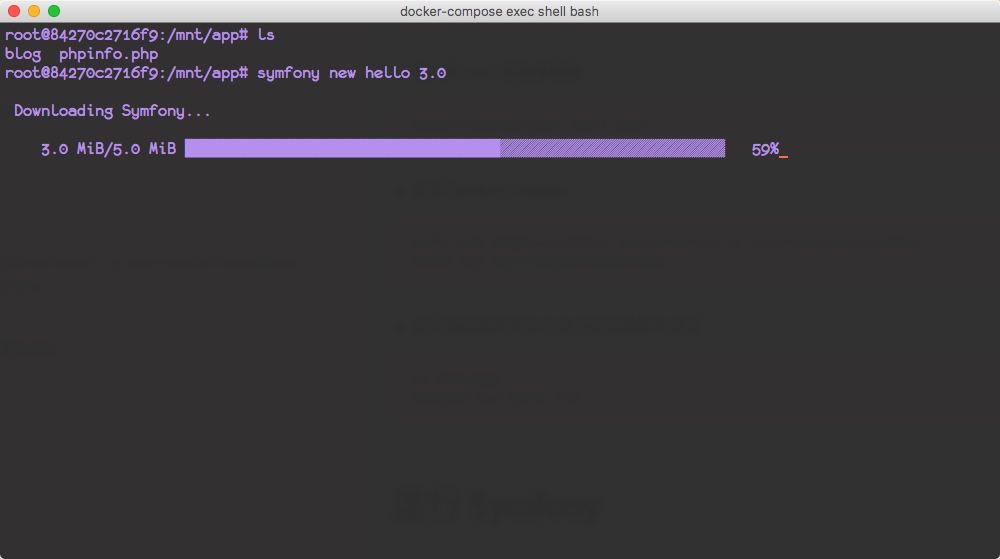 docker-compose exec shell bash
root@84270c2716f9:/mnt/app# ls
blog  phpinfo.php
root@84270c2716f9:/mnt/app# symfony new hello 3.0
Downloading Symfony...
3.0 MiB/5.0 MiB 59%